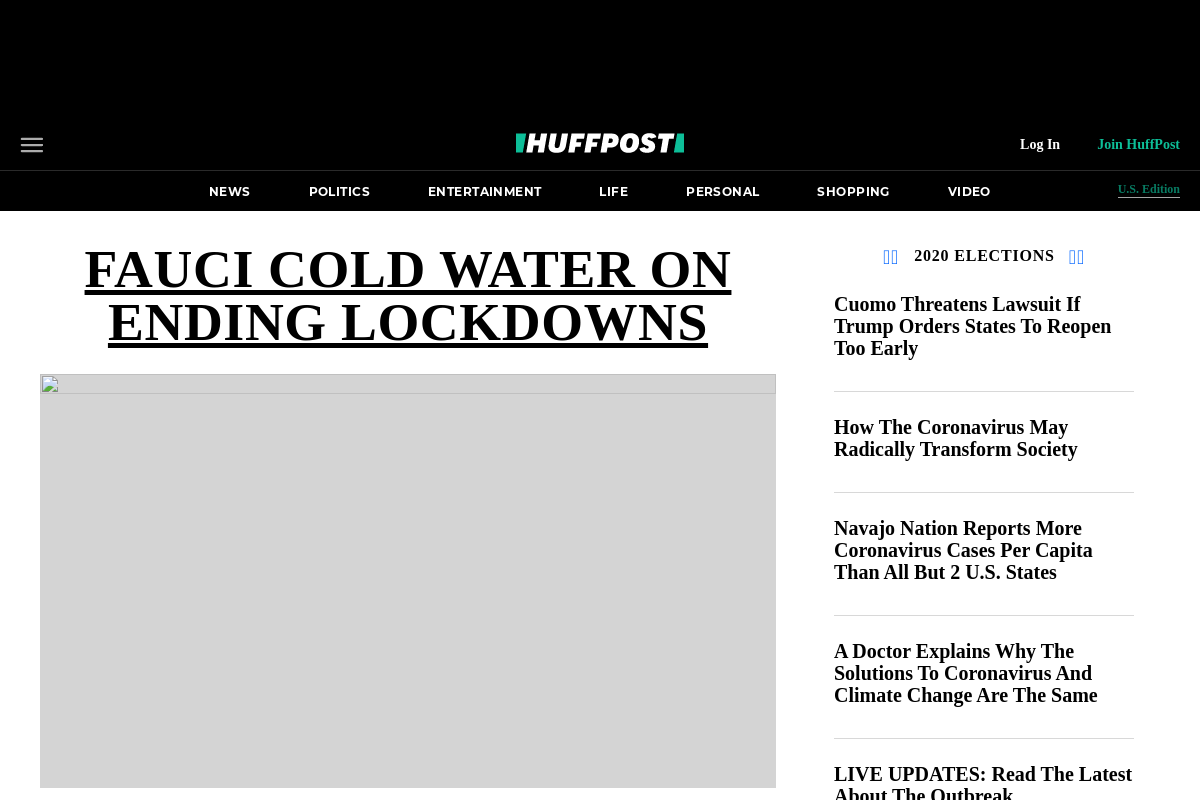 HUFFPOST
Log In
Join HuffPost
NEWS
POLITICS
ENTERTAINMENT
LIFE
PERSONAL
SHOPPING
VIDEO
U.S. Edition
FAUCI COLD WATER ON
ENDING LOCKDOWNS
2020 ELECTIONS
Cuomo Threatens Lawsuit If
Trump Orders States To Reopen
Too Early
How The Coronavirus May
Radically Transform Society
Navajo Nation Reports More
Coronavirus Cases Per Capita
Than All But 2 U.S. States
A Doctor Explains Why The
Solutions To Coronavirus And
Climate Change Are The Same
LIVE UPDATES: Read The Latest
About The Outbreak